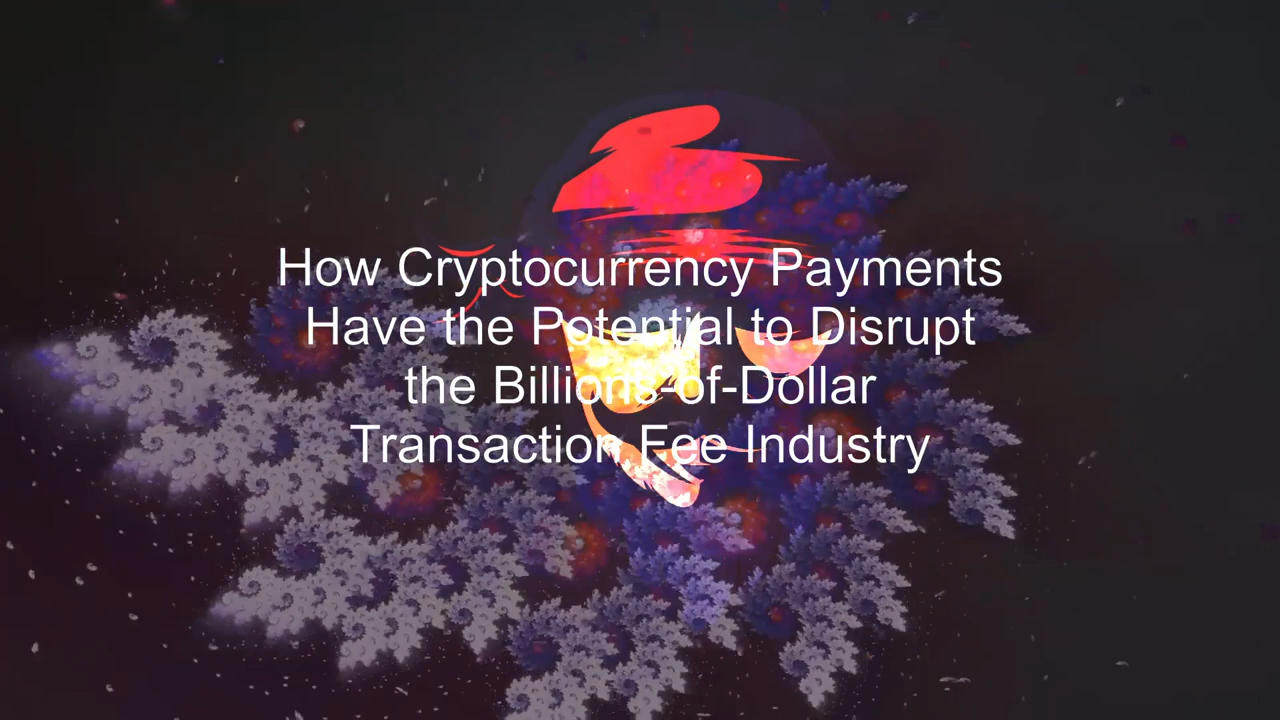 How Cryptocurrency Payments
Have the Potential to Disrupt
the Billions-of-Dollar
Transaction Fee Industry